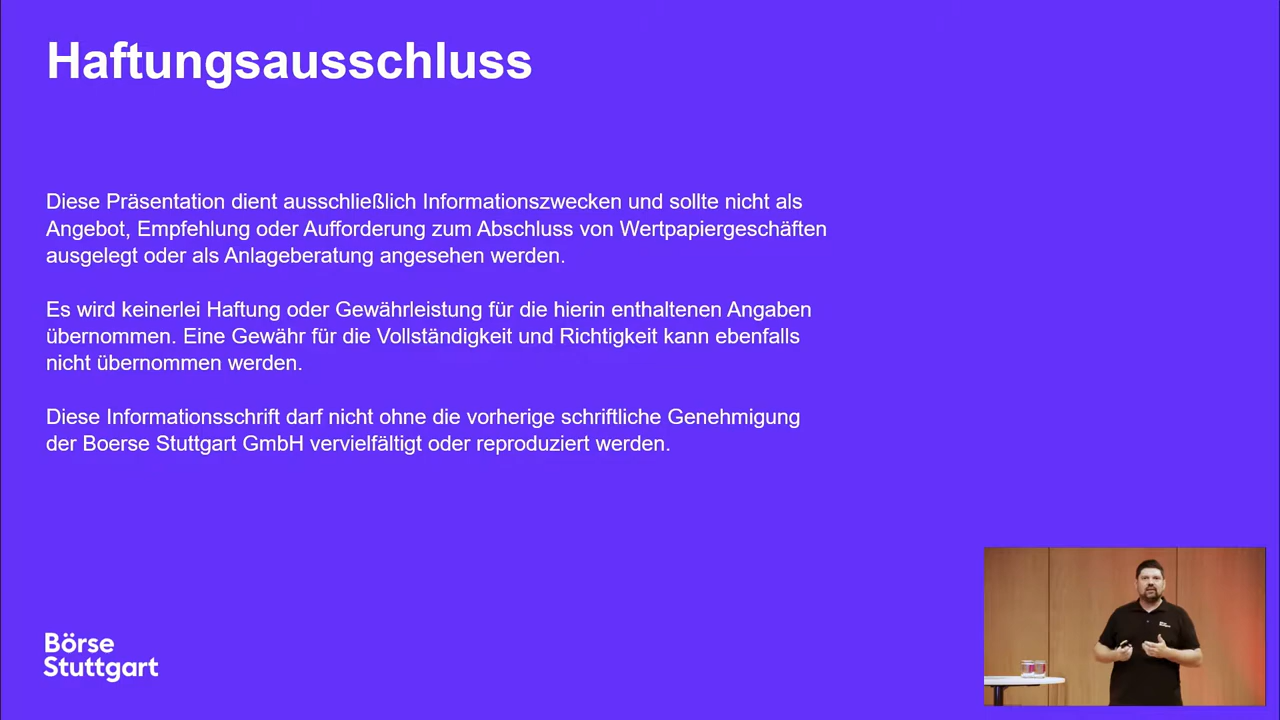 Haftungsausschluss
Diese Präsentation dient ausschließlich Informationszwecken und sollte nicht als
Angebot, Empfehlung oder Aufforderung zum Abschluss von Wertpapiergeschäften
ausgelegt oder als Anlageberatung angesehen werden.
Es wird keinerlei Haftung oder Gewährleistung für die hierin enthaltenen Angaben
übernommen. Eine Gewähr für die Vollständigkeit und Richtigkeit kann ebenfalls
nicht übernommen werden.
Diese Informationsschrift darf nicht ohne die vorherige schriftliche Genehmigung
der Boerse Stuttgart GmbH vervielfältigt oder reproduziert werden.
Börse
Stuttgart